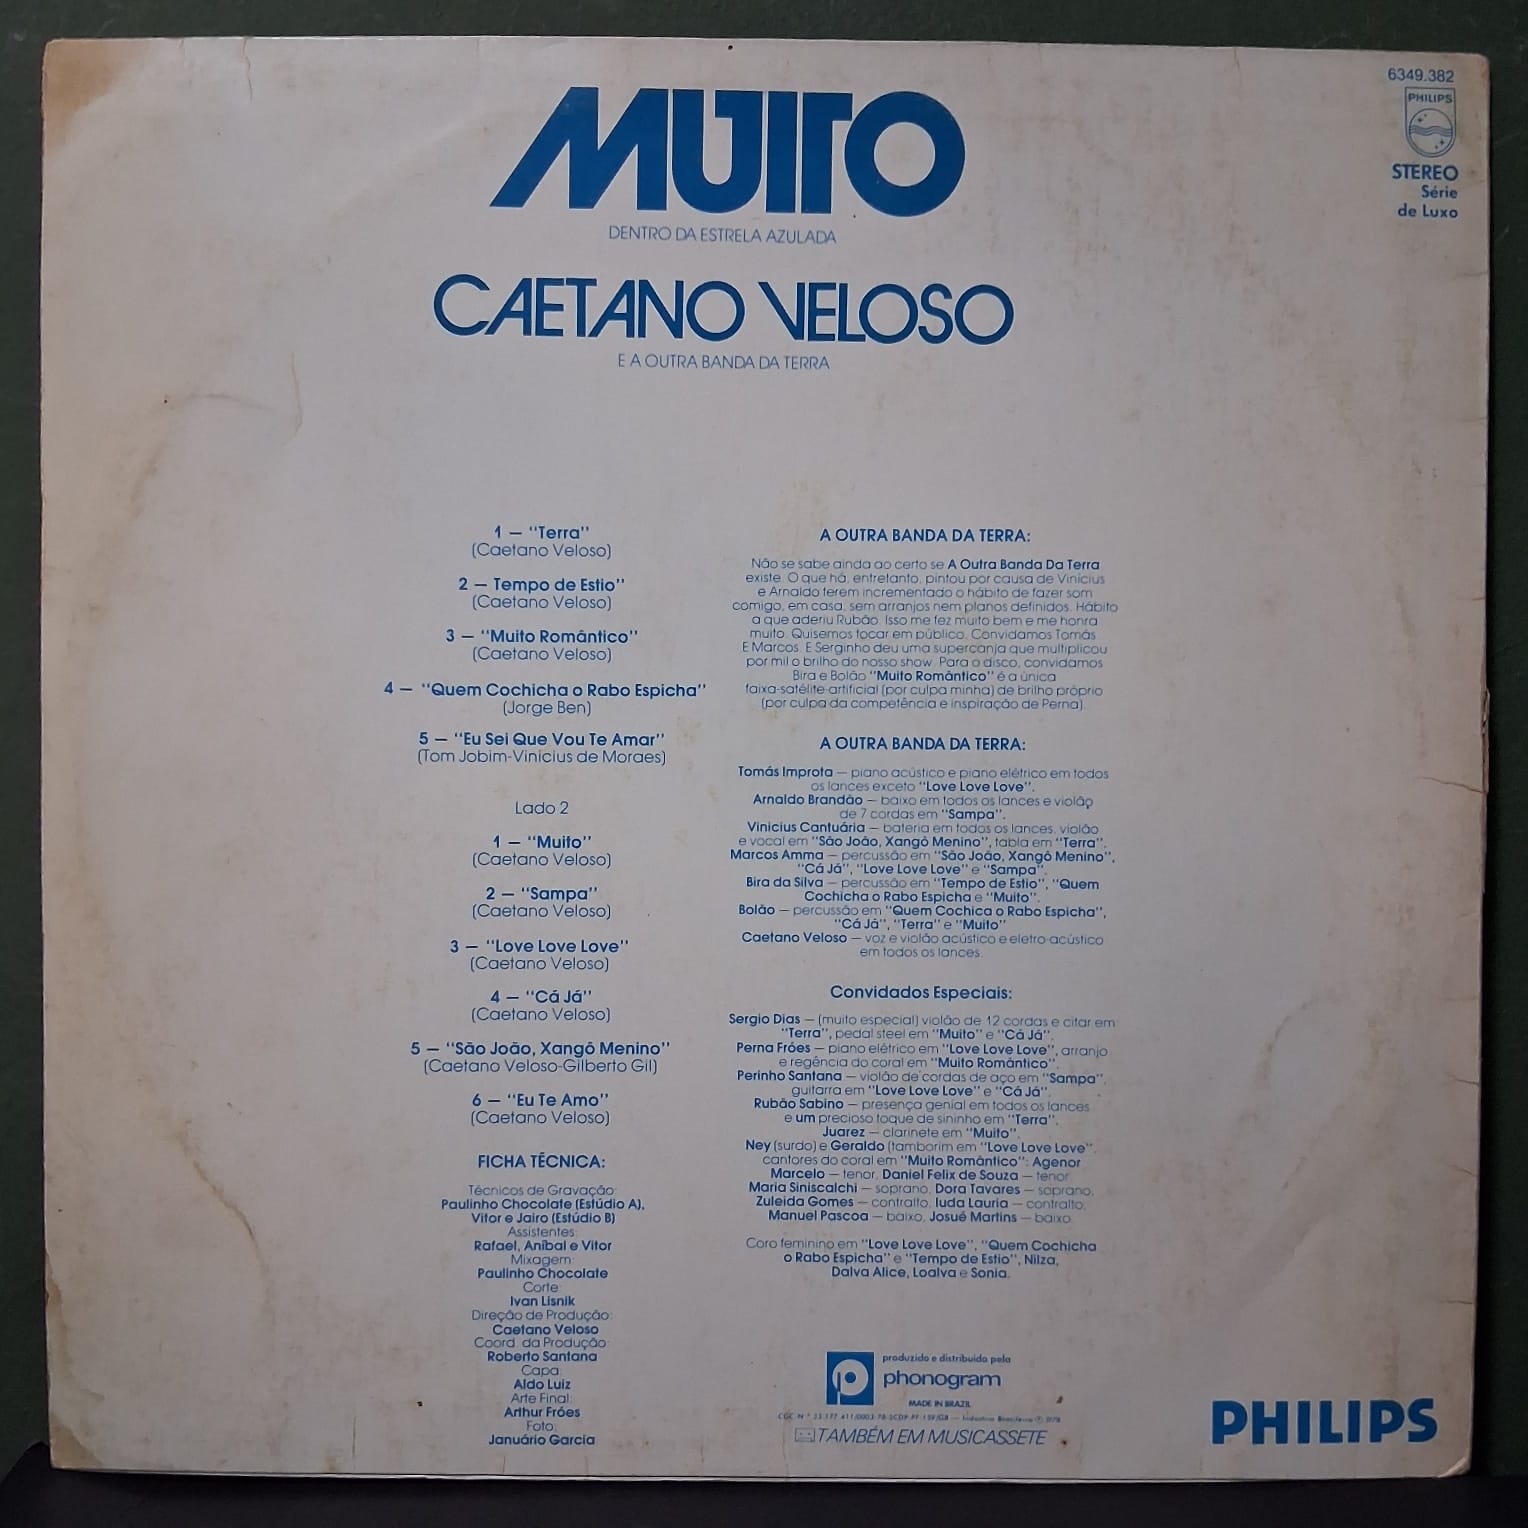 6349.382
PHILIPS
STEREO
Série
de Luxo
MUITO
DENTRO DA ESTRELA AZULADA
CAETANO VELOSO
E A OUTRA BANDA DA TERRA
1 — "Terra"
(Caetano Veloso)
2 — Tempo de Estio"
(Caetano Veloso)
3 — "Muito Romântico"
(Caetano Veloso)
4 — "Quem Cochicha o Rabo Espicha"
(Jorge Ben)
5 — "Eu Sei Que Vou Te Amar"
(Tom Jobim-Vinicius de Moraes)
Lado 2
1 — "Muito"
(Caetano Veloso)
2 — "Sampa"
(Caetano Veloso)
3 — "Love Love Love"
(Caetano Veloso)
4 — "Cá Já"
(Caetano Veloso)
5 — "São João, Xangô Menino"
(Caetano Veloso-Gilberto Gil)
6 — "Eu Te Amo"
(Caetano Veloso)
FICHA TÉCNICA:
Técnicos de Gravação:
Paulinho Chocolate (Estúdio A),
Vitor e Jairo (Estúdio B)
Assistentes:
Rafael, Aníbal e Vitor
Mixagem:
Paulinho Chocolate
Corte:
Ivan Lisnik
Direção de Produção:
Caetano Veloso
Coord. da Produção:
Roberto Santana
Capa:
Aldo Luiz
Arte Final:
Arthur Fróes
Foto:
Januário Garcia
A OUTRA BANDA DA TERRA:
Não se sabe ainda ao certo se A Outra Banda Da Terra
existe. O que há, entretanto, pintou por causa de Vinícius
e Arnaldo terem incrementado o hábito de fazer som
comigo, em casa, sem arranjos nem planos definidos. Hábito
a que aderiu Rubão. Isso me fez muito bem e me honra
muito. Quisemos tocar em público. Convidamos Tomás
E Marcos. E Serginho deu uma supercanja que multiplicou
por mil o brilho do nosso show. Para o disco, convidamos
Bira e Bolão "Muito Romântico" é a única
faixa-satélite-artificial (por culpa minha) de brilho próprio
(por culpa da competência e inspiração de Perna)
A OUTRA BANDA DA TERRA:
Tomás Improta — piano acústico e piano elétrico em todos
os lances exceto "Love Love Love".
Arnaldo Brandão — baixo em todos os lances e violão
de 7 cordas em "Sampa".
Vinicius Cantuária — bateria em todos os lances, violão
e vocal em "São João, Xangô Menino", tabla em "Terra".
Marcos Amma — percussão em "São João, Xangô Menino",
"Cá Já", "Love Love Love" e "Sampa".
Bira da Silva — percussão em "Tempo de Estio", "Quem
Cochicha o Rabo Espicha e "Muito".
Bolão — percussão em "Quem Cochica o Rabo Espicha",
"Cá Já", "Terra" e "Muito"
Caetano Veloso — voz e violão acústico e eletro-acústico
em todos os lances.
Convidados Especiais:
Sergio Dias — (muito especial) violão de 12 cordas e citar em
"Terra", pedal steel em "Muito" e "Cá Já".
Perna Fróes — piano elétrico em "Love Love Love", arranjo
e regência do coral em "Muito Romântico".
Perinho Santana — violão de cordas de aço em "Sampa",
guitarra em "Love Love Love" e "Cá Já".
Rubão Sabino — presença genial em todos os lances
e um precioso toque de sininho em "Terra".
Juarez — clarinete em "Muito".
Ney (surdo) e Geraldo (tamborim em "Love Love Love".
cantores do coral em "Muito Romântico": Agenor
Marcelo — tenor, Daniel Felix de Souza — tenor,
Maria Siniscalchi — soprano, Dora Tavares — soprano,
Zuleida Gomes — contralto, Iuda Lauria — contralto,
Manuel Pascoa — baixo, Josué Martins — baixo
Coro feminino em "Love Love Love", "Quem Cochicha
o Rabo Espicha" e "Tempo de Estio", Nilza,
Dalva Alice, Loalva e Sonia.
produzido e distribuido pela
phonogram
MADE IN BRAZIL
Indústria Brasileira ℗ 1978
TAMBÉM EM MUSICASSETE
PHILIPS